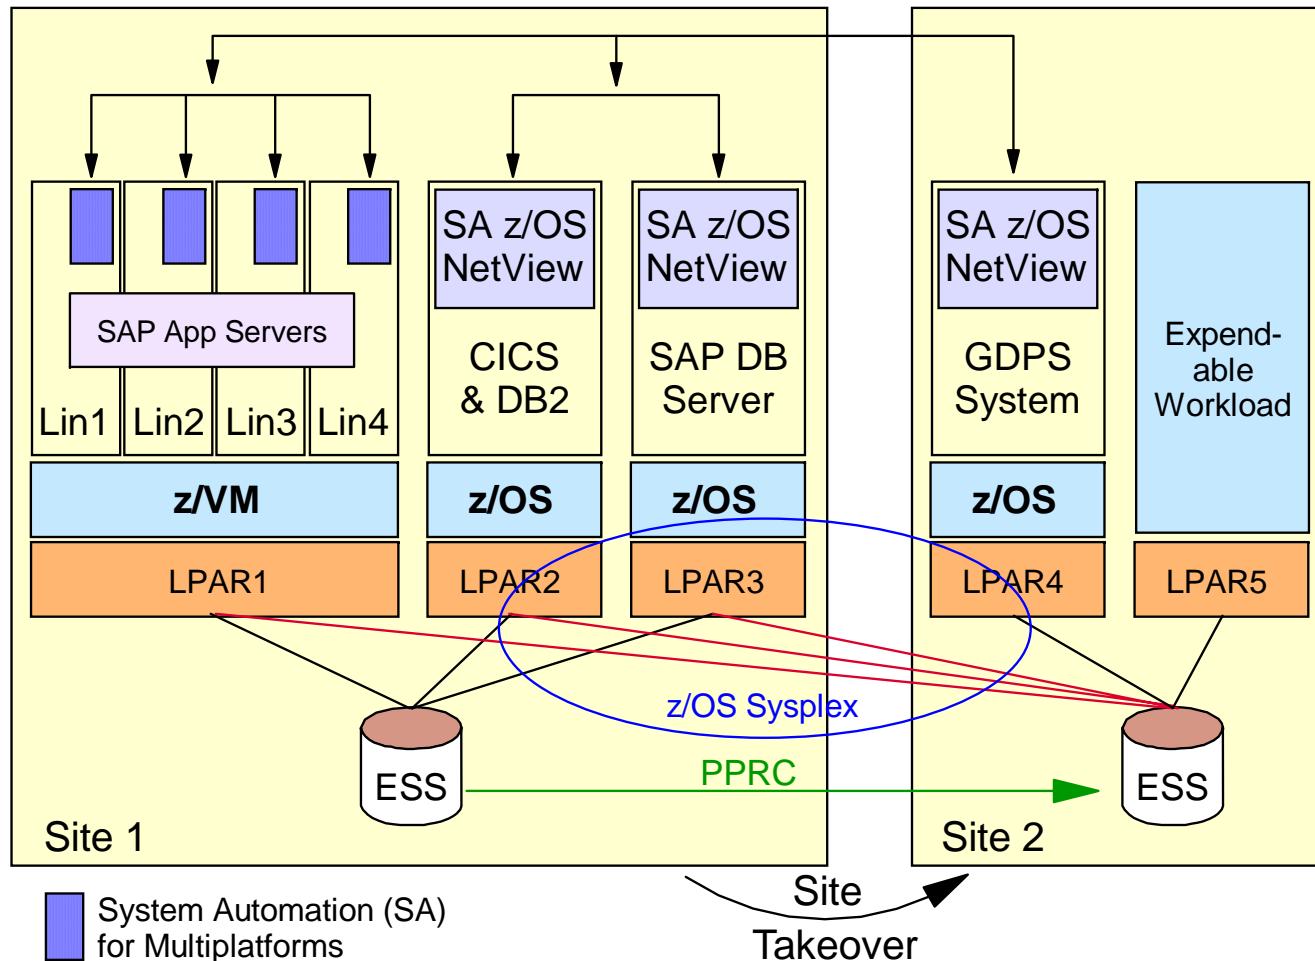 SA z/OS
NetView
SA z/OS
NetView
SA z/OS
NetView
SAP App Servers
CICS
& DB2
SAP DB
Server
GDPS
System
Expend-
able
Workload
Lin1
Lin2
Lin3
Lin4
z/VM
z/OS
z/OS
z/OS
LPAR1
LPAR2
LPAR3
LPAR4
LPAR5
z/OS Sysplex
PPRC
ESS
ESS
Site 1
Site 2
Site
Takeover
System Automation (SA)
for Multiplatforms